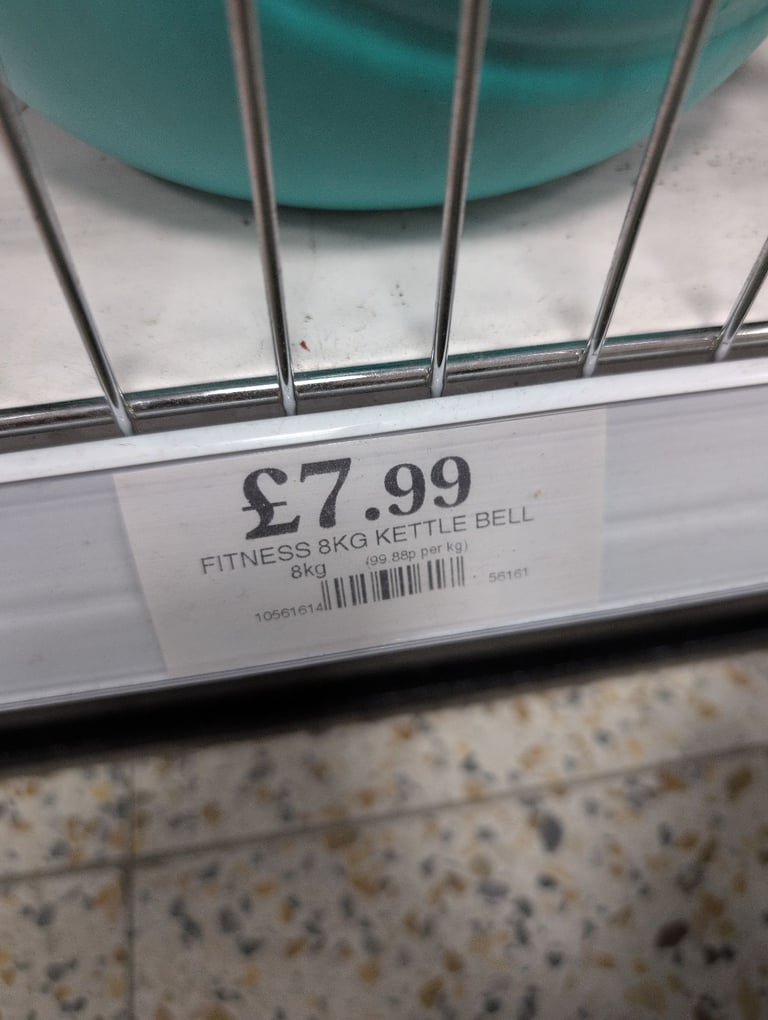 £7.99
FITNESS 8KG KETTLE BELL
8kg (99.88p per kg)
10561614 56161